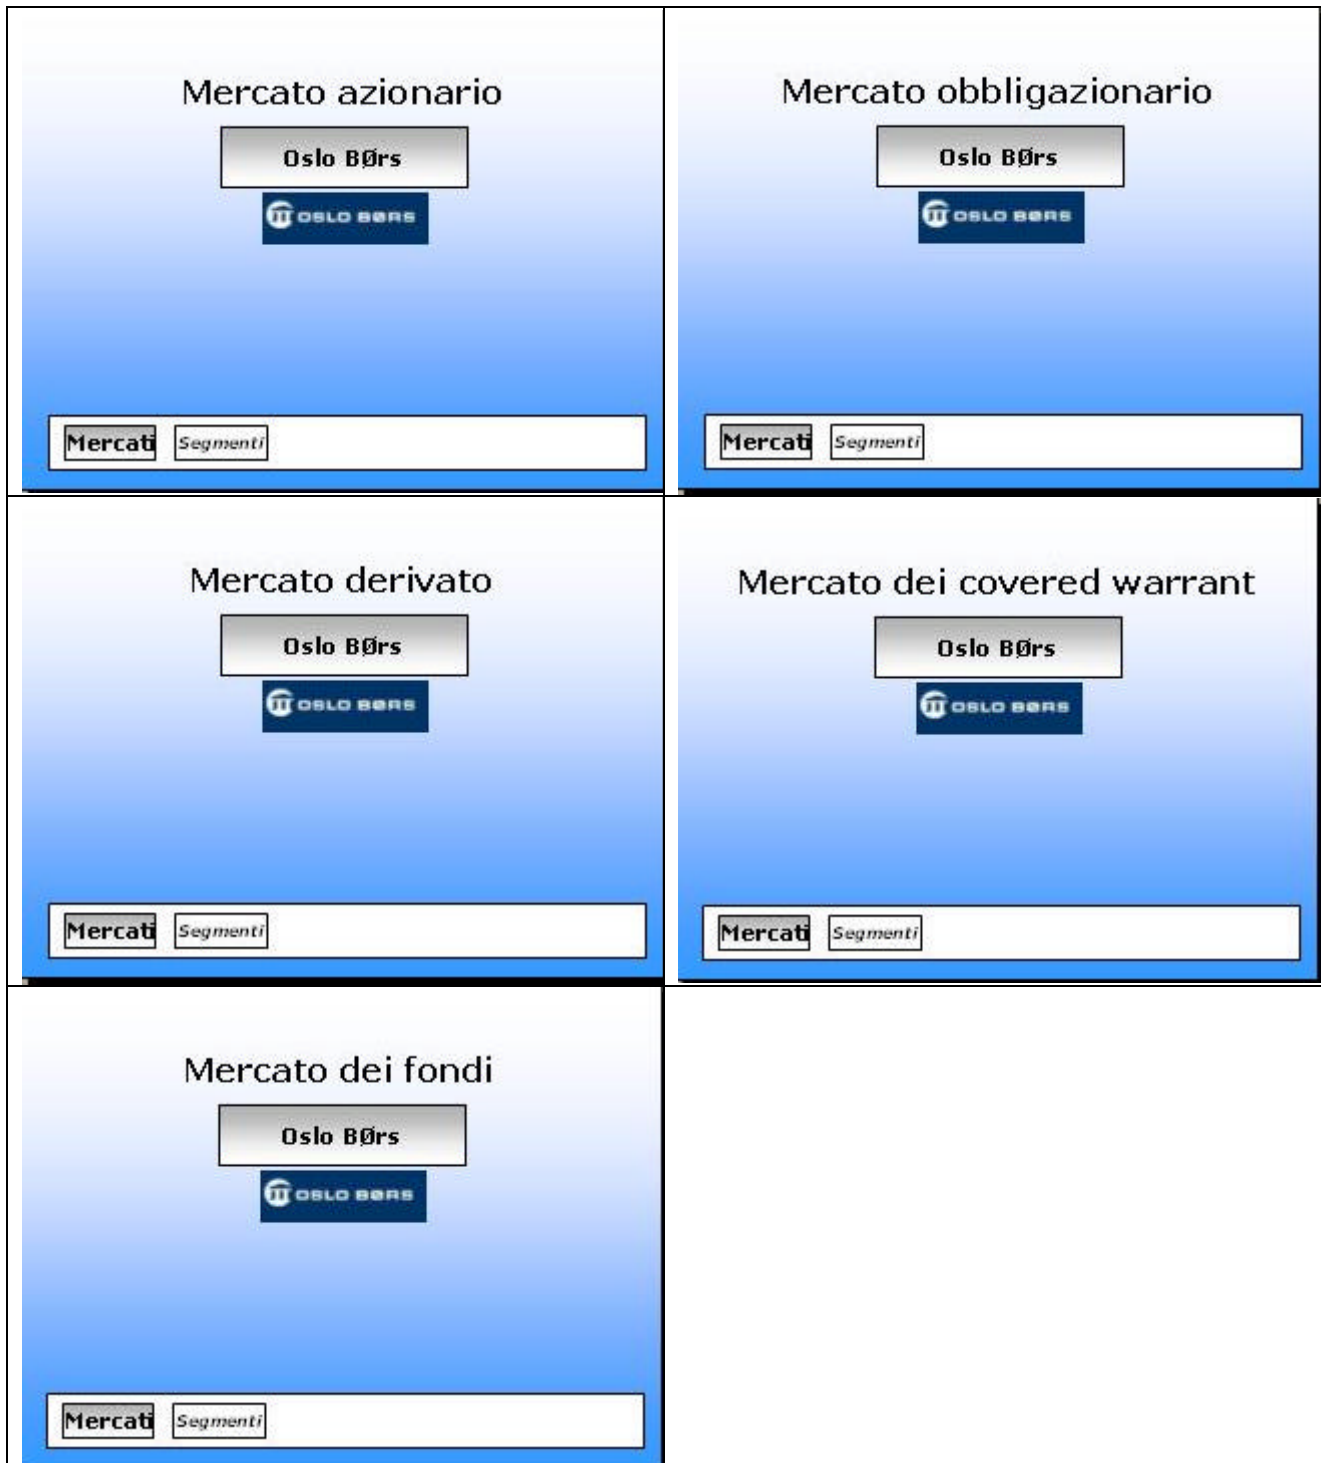 Mercato azionario
Oslo BØrs
OSLO BØRS
Mercati Segmenti
Mercato obbligazionario
Oslo BØrs
OSLO BØRS
Mercati Segmenti
Mercato derivato
Oslo BØrs
OSLO BØRS
Mercati Segmenti
Mercato dei covered warrant
Oslo BØrs
OSLO BØRS
Mercati Segmenti
Mercato dei fondi
Oslo BØrs
OSLO BØRS
Mercati Segmenti